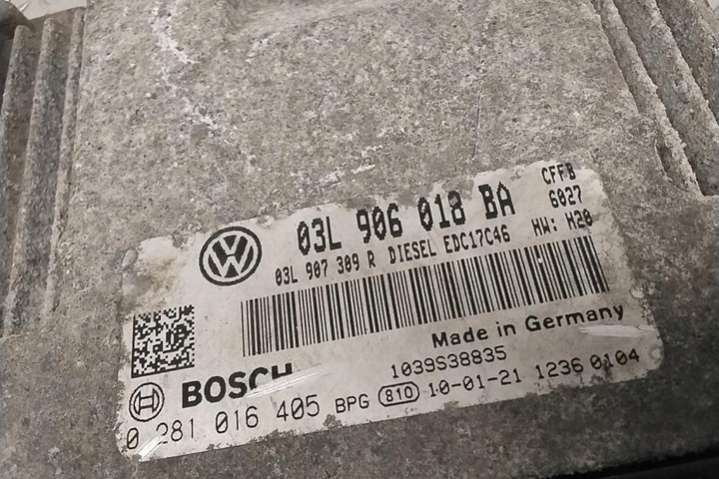 03L 906 018 BA CFFB
03L 907 309 R DIESEL EDC17C46 6027
HW: H20
Made in Germany
BOSCH 1039S38835
0 281 016 405 BPG 810 10-01-21 1236 0104